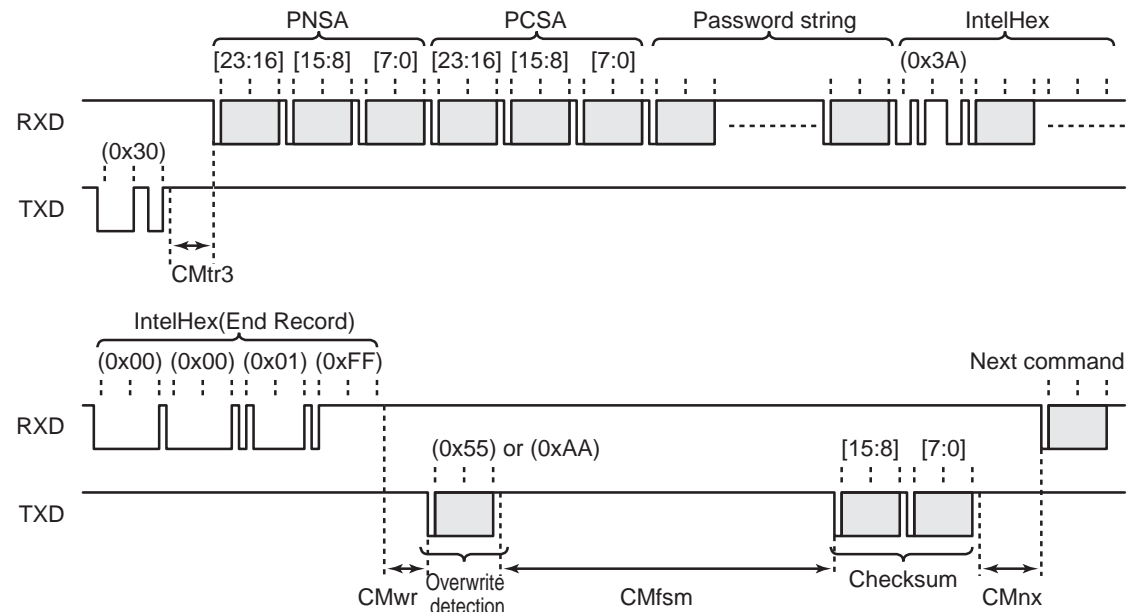 PNSA PCSA Password string IntelHex
[23:16] [15:8] [7:0] [23:16] [15:8] [7:0] (0x3A)
RXD
(0x30)
TXD
CMtr3
IntelHex(End Record)
(0x00) (0x00) (0x01) (0xFF) Next command
RXD
(0x55) or (0xAA) [15:8] [7:0]
TXD
CMwr Overwrite detection CMfsm Checksum CMnx